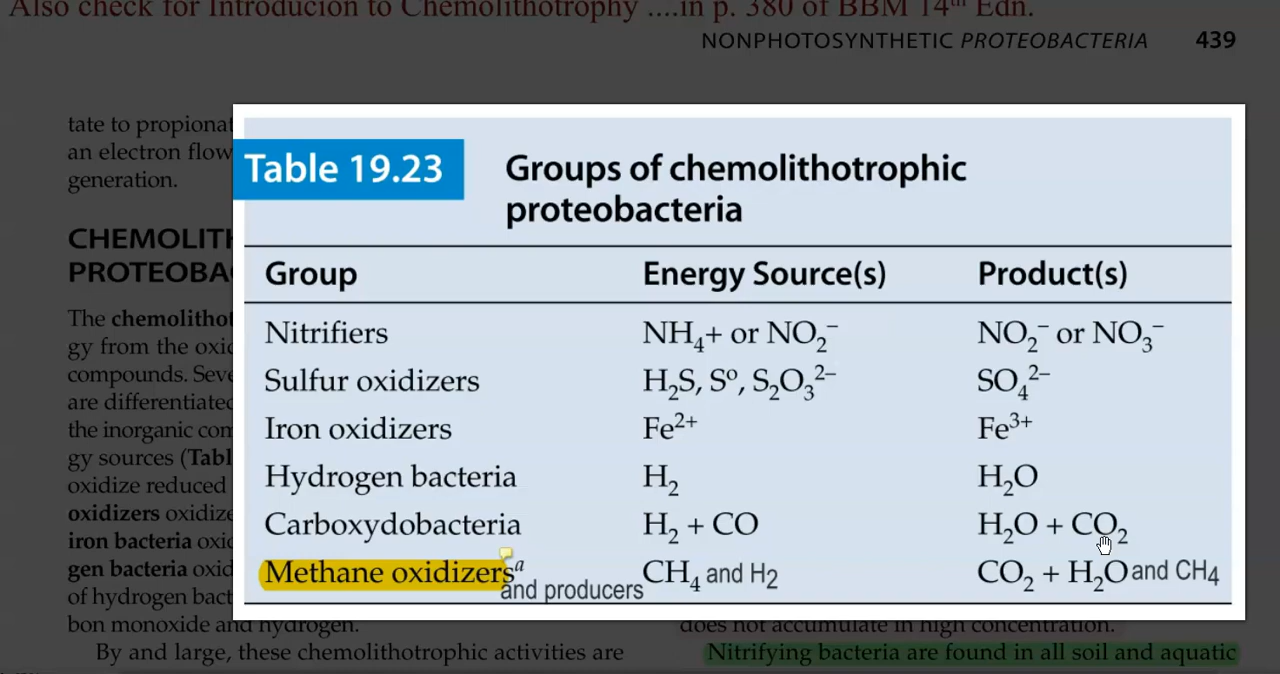 Also check for Introducion to Chemolithotrophy ....in p. 380 of BBM 14th Edn.
NONPHOTOSYNTHETIC PROTEOBACTERIA 439
tate to propionat
an electron flow
generation.
CHEMOLITH
PROTEOBA
The chemolithot
gy from the oxid
compounds. Seve
are differentiated
the inorganic com
gy sources (Tabl
oxidize reduced
oxidizers oxidize
iron bacteria oxid
gen bacteria oxid
of hydrogen bact
bon monoxide and hydrogen.
By and large, these chemolithotrophic activities are
Table 19.23 Groups of chemolithotrophic
proteobacteria
Group Energy Source(s) Product(s)
Nitrifiers NH₄+ or NO₂⁻ NO₂⁻ or NO₃⁻
Sulfur oxidizers H₂S, S⁰, S₂O₃²⁻ SO₄²⁻
Iron oxidizers Fe²⁺ Fe³⁺
Hydrogen bacteria H₂ H₂O
Carboxydobacteria H₂ + CO H₂O + CO₂
Methane oxidizersᵃ and producers CH₄ and H2 CO₂ + H₂O and CH4
does not accumulate in high concentration.
Nitrifying bacteria are found in all soil and aquatic